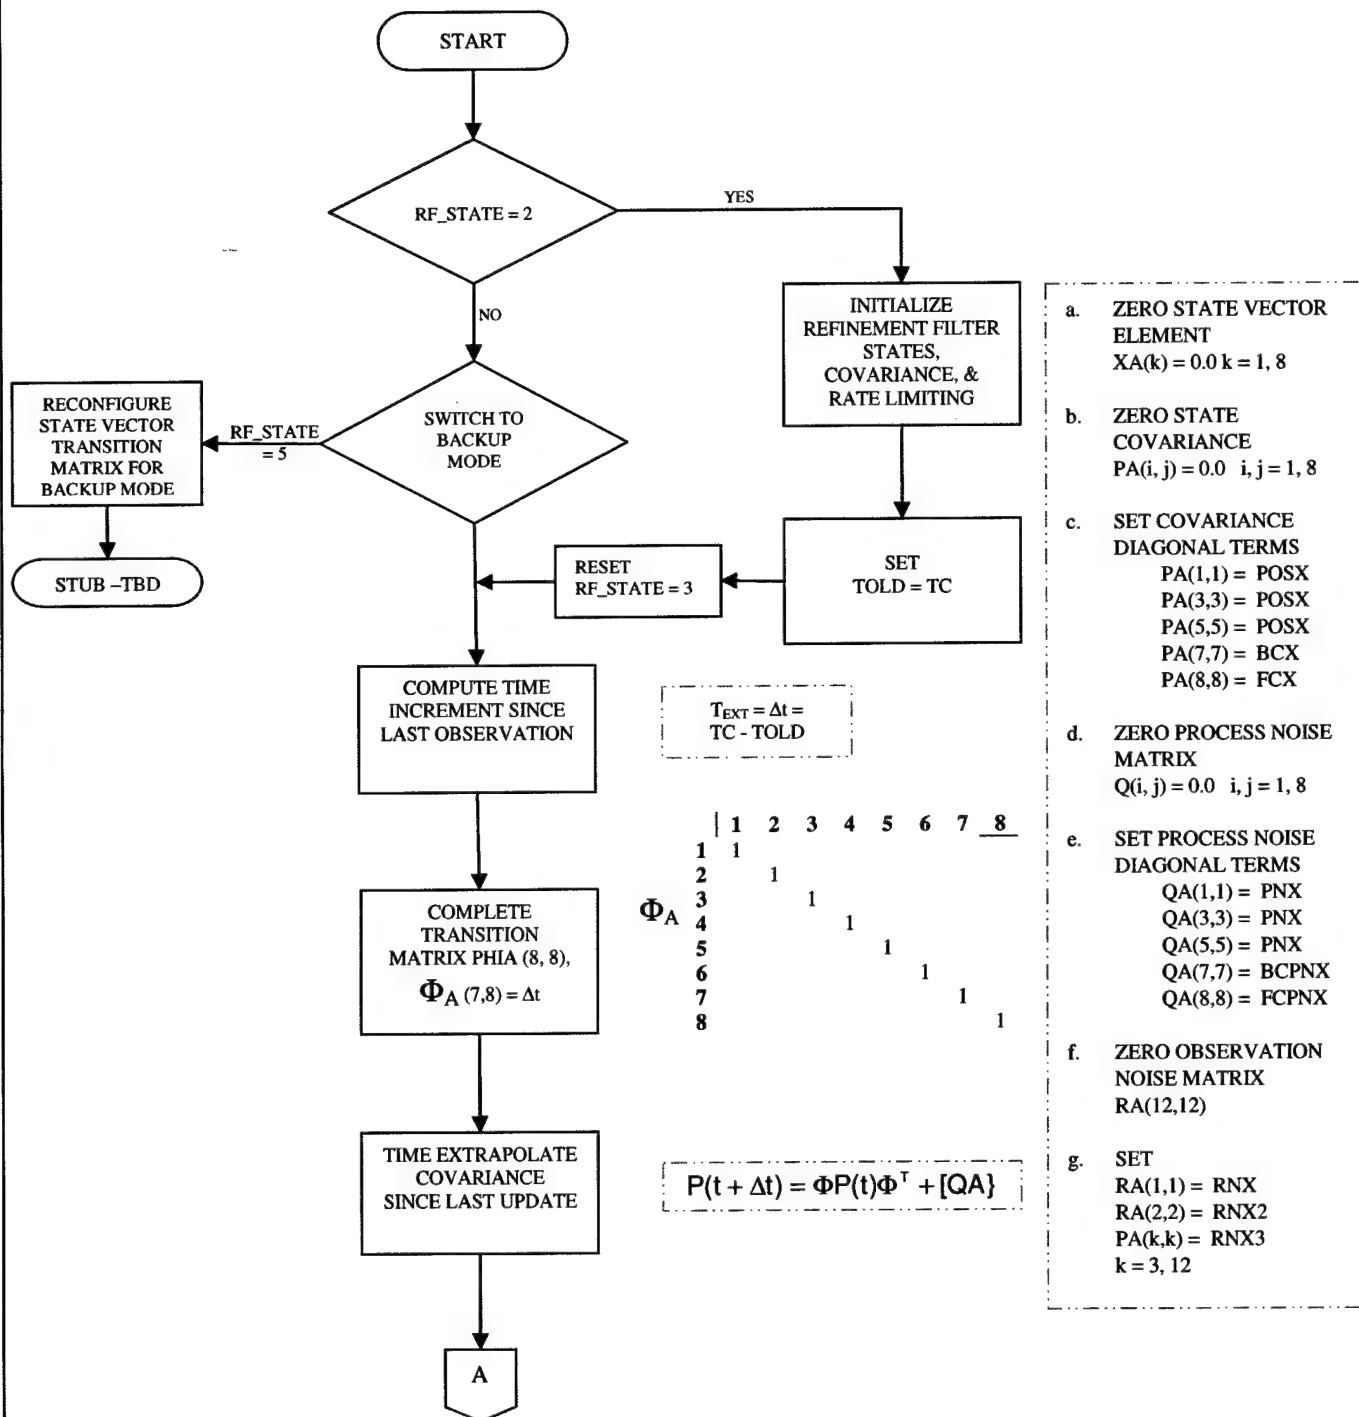 START
RF_STATE = 2
YES
NO
INITIALIZE
REFINEMENT FILTER
STATES,
COVARIANCE, &
RATE LIMITING
SWITCH TO
BACKUP
MODE
RF_STATE
= 5
RECONFIGURE
STATE VECTOR
TRANSITION
MATRIX FOR
BACKUP MODE
STUB –TBD
SET
TOLD = TC
RESET
RF_STATE = 3
COMPUTE TIME
INCREMENT SINCE
LAST OBSERVATION
T_EXT = Δt =
TC - TOLD
COMPLETE
TRANSITION
MATRIX PHIA (8, 8),
Φ_A (7,8) = Δt
Φ_A
1 2 3 4 5 6 7 8
1 1
2 1
3 1
4 1
5 1
6 1
7 1
8 1
TIME EXTRAPOLATE
COVARIANCE
SINCE LAST UPDATE
P(t + Δt) = ΦP(t)Φᵀ + [QA}
A
a. ZERO STATE VECTOR
ELEMENT
XA(k) = 0.0 k = 1, 8
b. ZERO STATE
COVARIANCE
PA(i, j) = 0.0 i, j = 1, 8
c. SET COVARIANCE
DIAGONAL TERMS
PA(1,1) = POSX
PA(3,3) = POSX
PA(5,5) = POSX
PA(7,7) = BCX
PA(8,8) = FCX
d. ZERO PROCESS NOISE
MATRIX
Q(i, j) = 0.0 i, j = 1, 8
e. SET PROCESS NOISE
DIAGONAL TERMS
QA(1,1) = PNX
QA(3,3) = PNX
QA(5,5) = PNX
QA(7,7) = BCPNX
QA(8,8) = FCPNX
f. ZERO OBSERVATION
NOISE MATRIX
RA(12,12)
g. SET
RA(1,1) = RNX
RA(2,2) = RNX2
PA(k,k) = RNX3
k = 3, 12